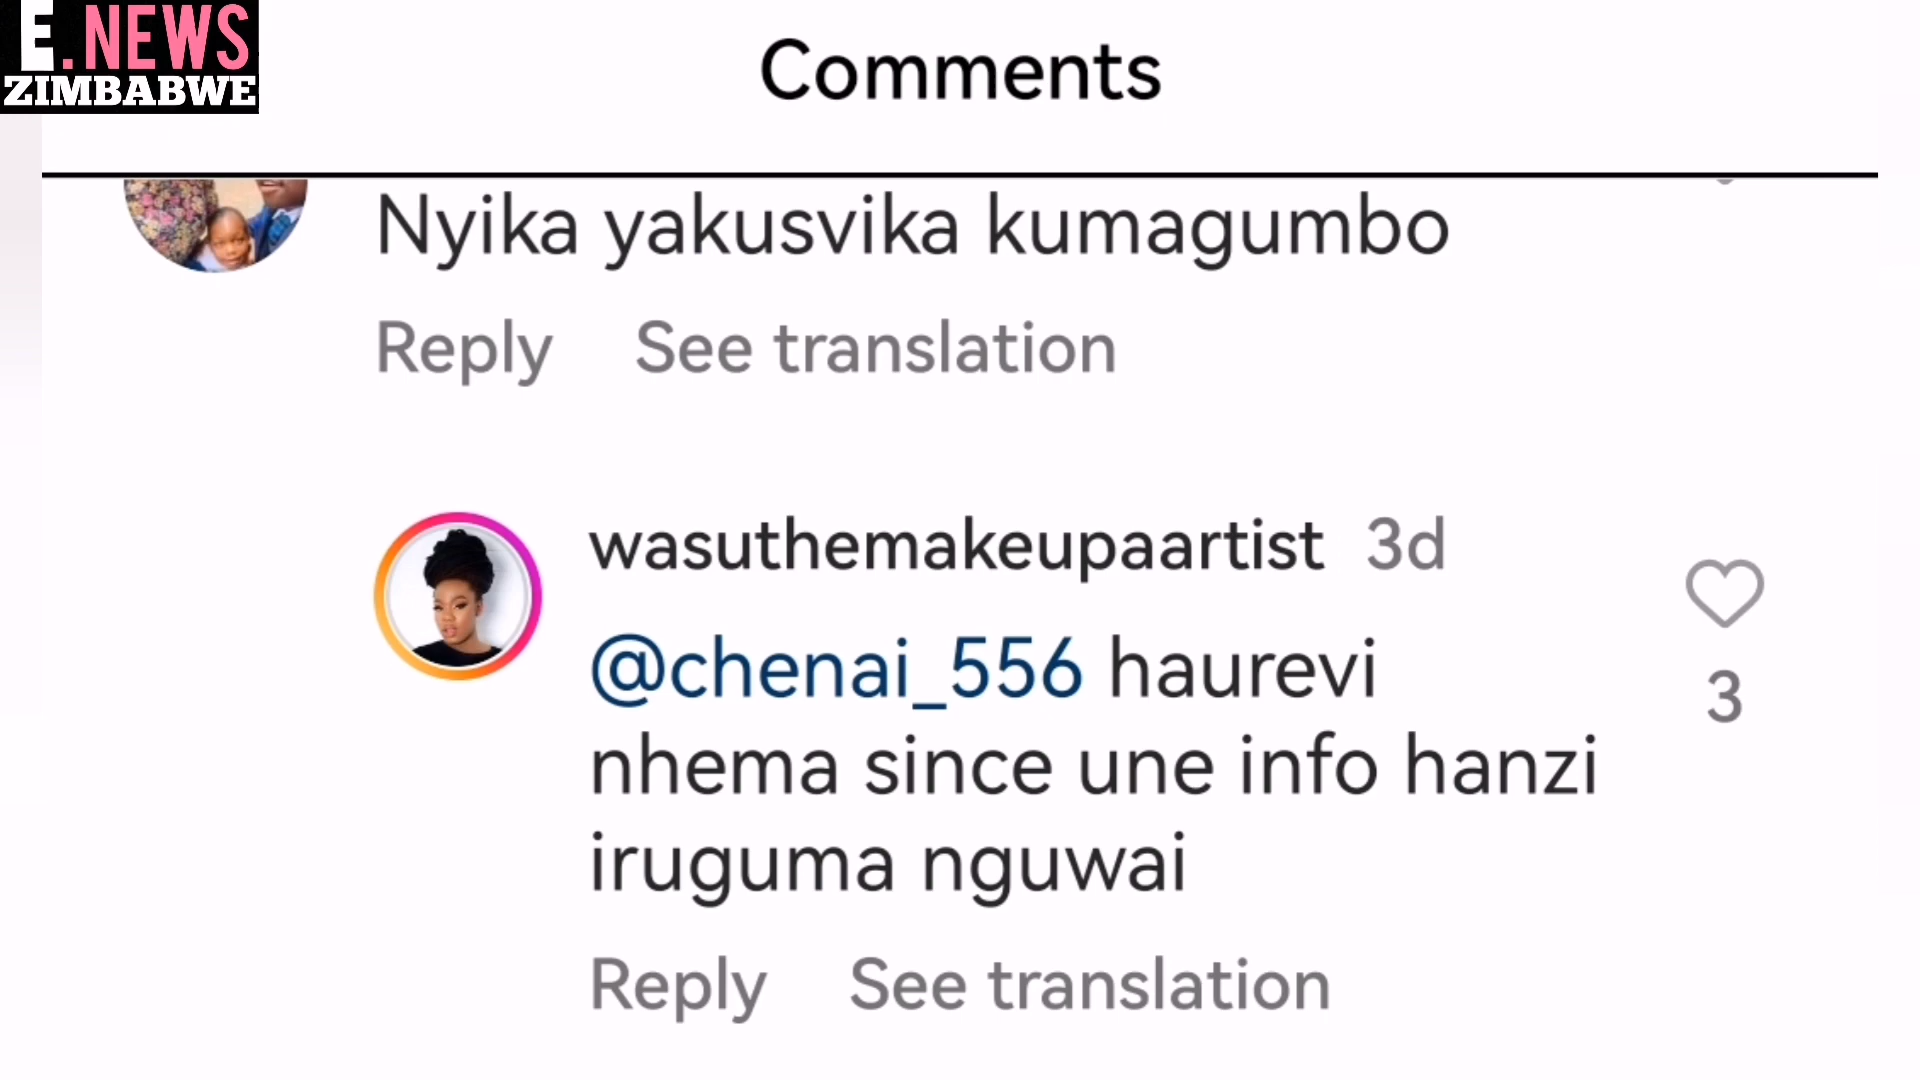 E.NEWS
ZIMBABWE
Comments
Nyika yakusvika kumagumbo
Reply See translation
wasuthemakeupaartist 3d
@chenai_556 haurevi
3
nhema since une info hanzi
iruguma nguwai
Reply See translation